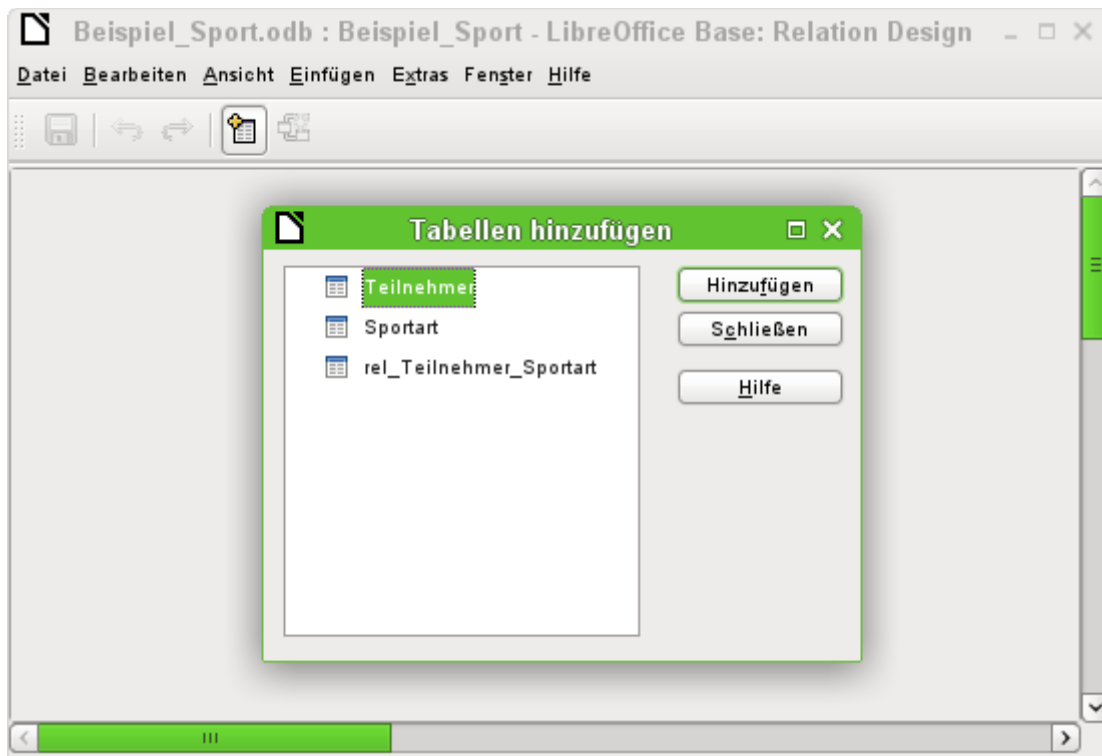 Beispiel_Sport.odb : Beispiel_Sport - LibreOffice Base: Relation Design
Datei Bearbeiten Ansicht Einfügen Extras Fenster Hilfe
Tabellen hinzufügen
Teilnehmer
Sportart
rel_Teilnehmer_Sportart
Hinzufügen
Schließen
Hilfe